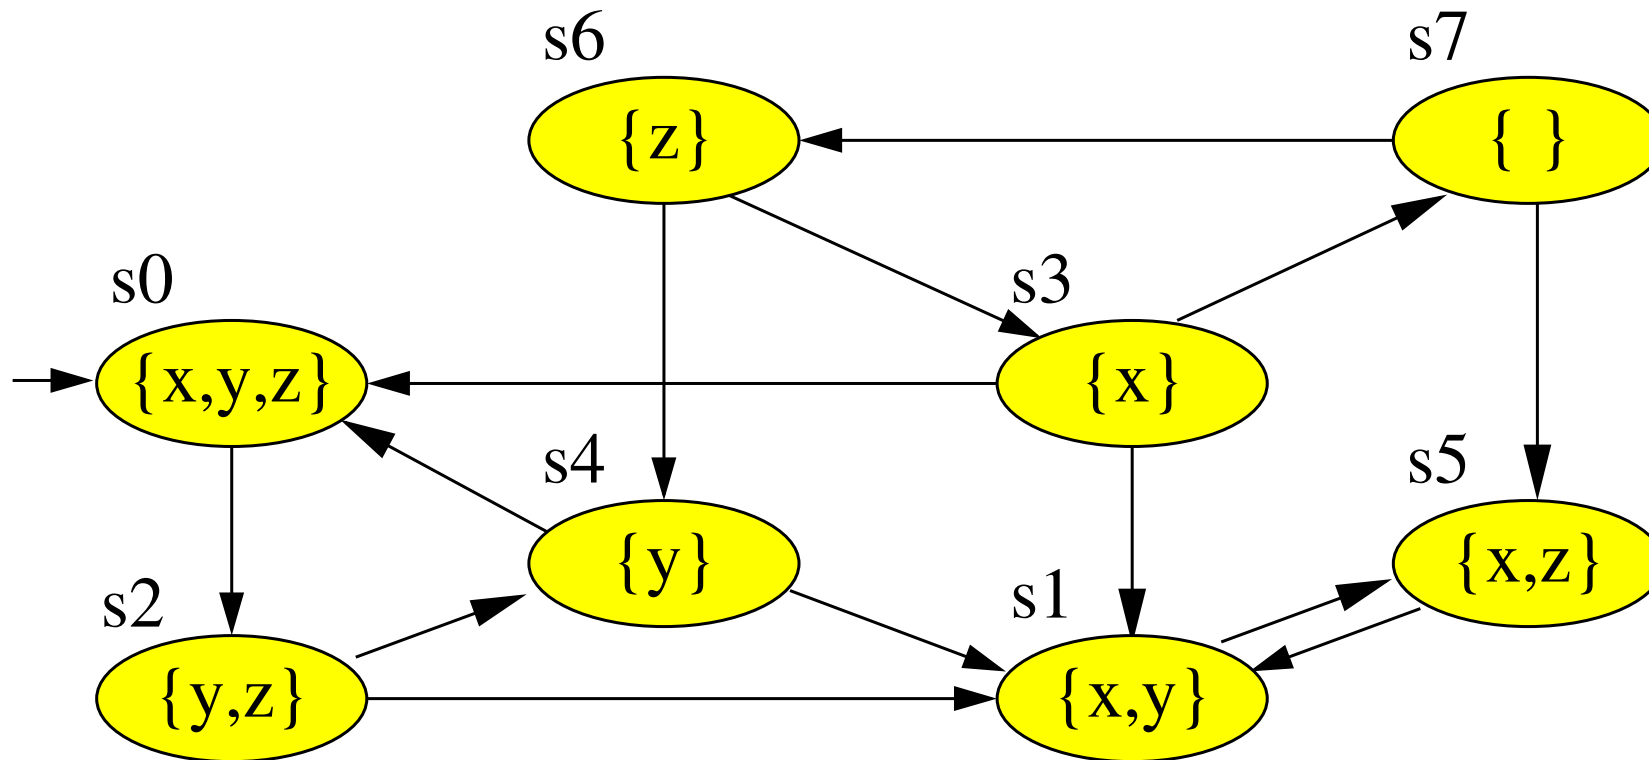 s6
s7
{z}
{ }
s0
s3
{x,y,z}
{x}
s4
s5
{y}
{x,z}
s2
s1
{y,z}
{x,y}